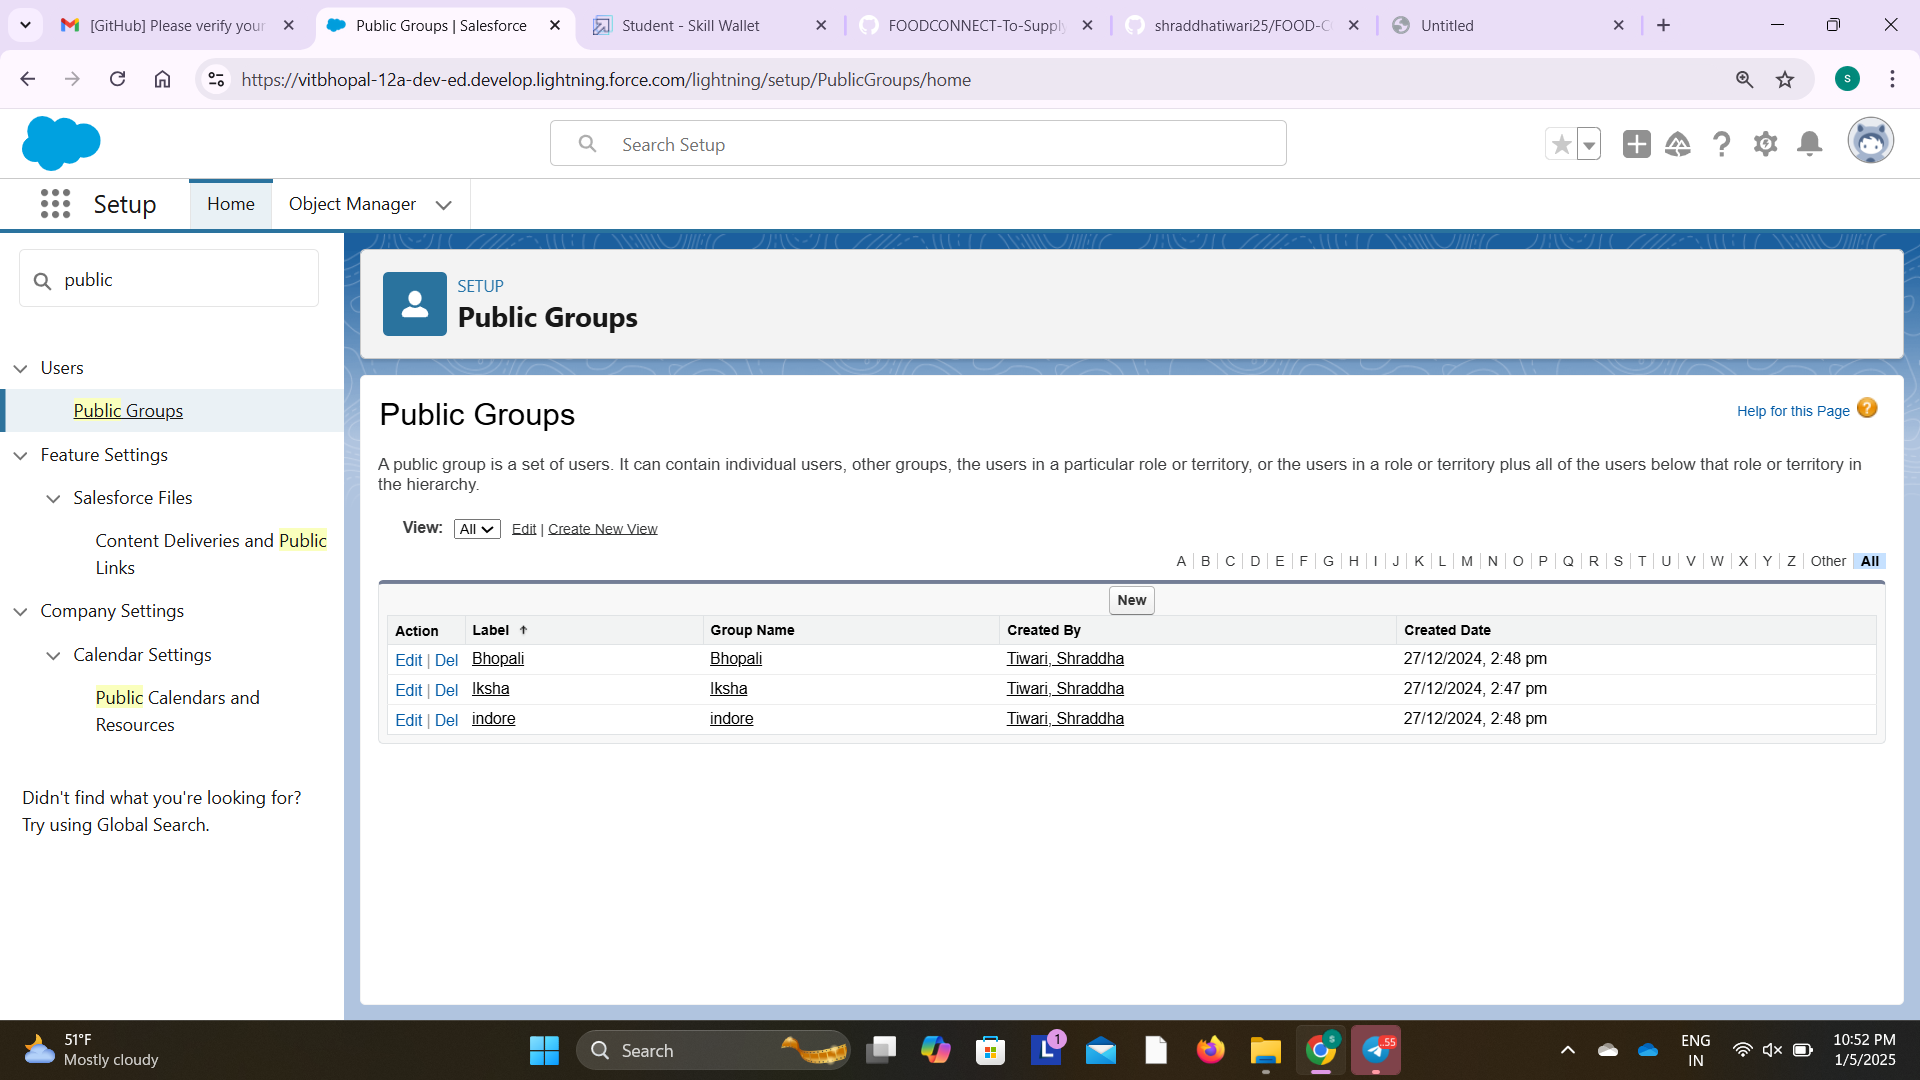 [GitHub] Please verify your
Public Groups | Salesforce
Student - Skill Wallet
FOODCONNECT-To-Supply
shraddhatiwari25/FOOD-C
Untitled
https://vitbhopal-12a-dev-ed.develop.lightning.force.com/lightning/setup/PublicGroups/home
S
Search Setup
Setup
Home
Object Manager
public
SETUP
Public Groups
Users
Public Groups
Feature Settings
Salesforce Files
Content Deliveries and Public
Links
Company Settings
Calendar Settings
Public Calendars and
Resources
Didn't find what you're looking for?
Try using Global Search.
Public Groups
Help for this Page ?
A public group is a set of users. It can contain individual users, other groups, the users in a particular role or territory, or the users in a role or territory plus all of the users below that role or territory in
the hierarchy.
View: All Edit | Create New View
A B C D E F G H I J K L M N O P Q R S T U V W X Y Z Other All
New
Action Label Group Name Created By Created Date
Edit | Del Bhopali Bhopali Tiwari, Shraddha 27/12/2024, 2:48 pm
Edit | Del Iksha Iksha Tiwari, Shraddha 27/12/2024, 2:47 pm
Edit | Del indore indore Tiwari, Shraddha 27/12/2024, 2:48 pm
51°F
Mostly cloudy
Search
L
1
S
..55
ENG
IN
10:52 PM
1/5/2025